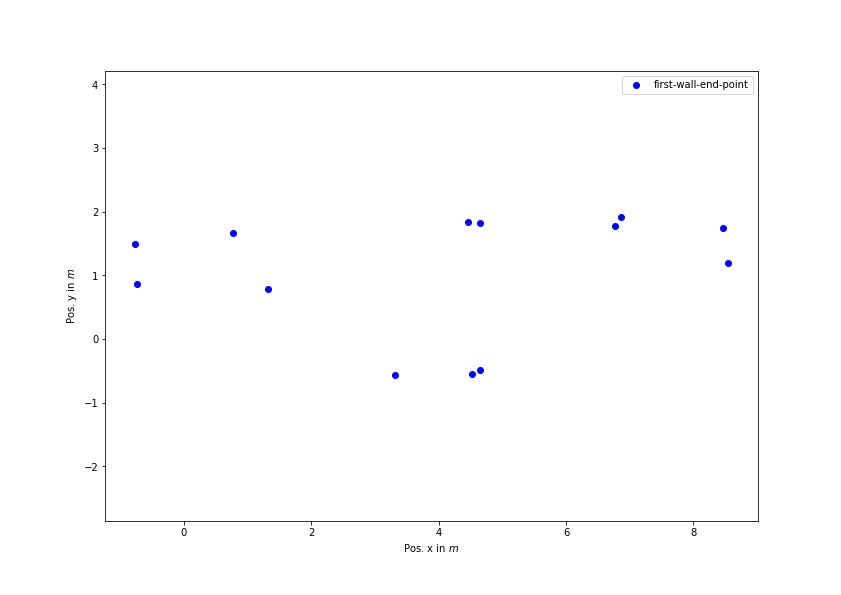 first-wall-end-point
4
3
2
1
0
−1
−2
Pos. y in m
0 2 4 6 8
Pos. x in m